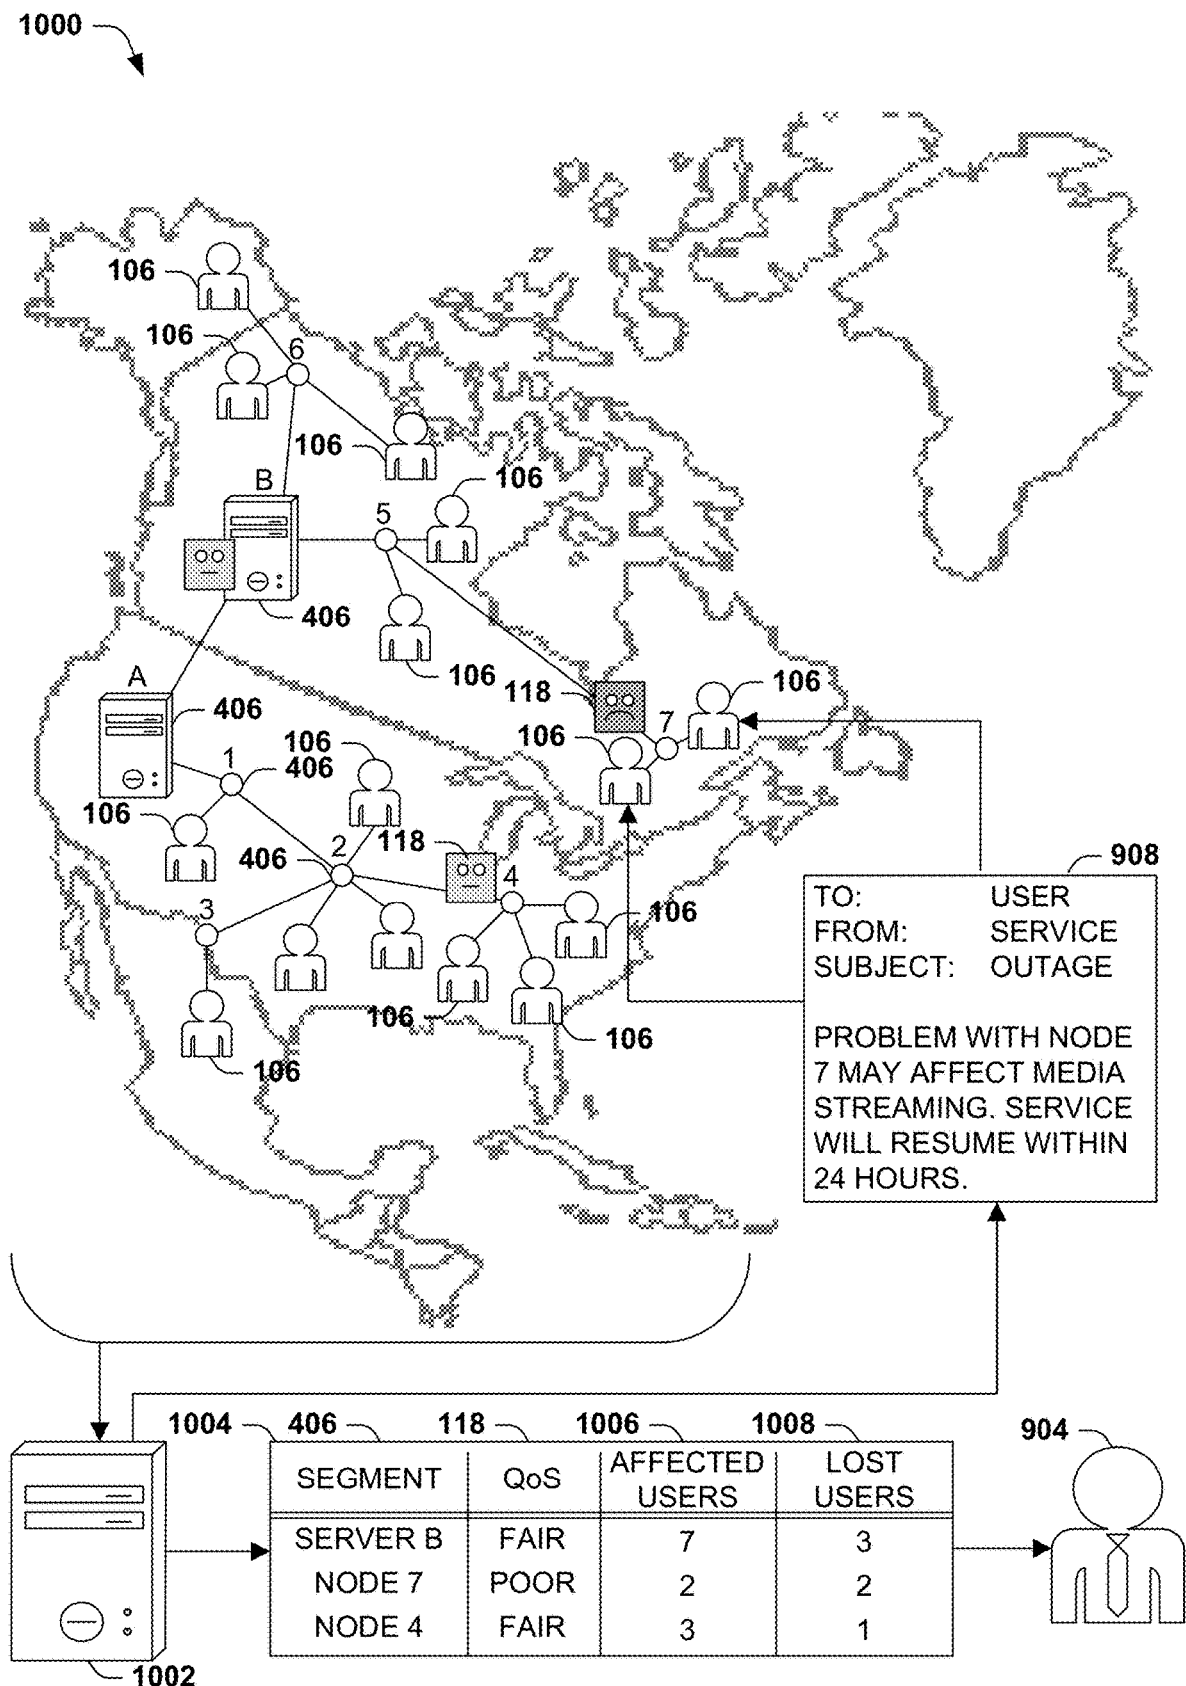 1000
106
106
6
106
B
106
5
406
106
A
406
118
106
7
106
106
1
406
106
118
2
406
4
3
106
106
106
106
908
TO: USER
FROM: SERVICE
SUBJECT: OUTAGE
PROBLEM WITH NODE
7 MAY AFFECT MEDIA
STREAMING. SERVICE
WILL RESUME WITHIN
24 HOURS.
1004 406 118 1006 1008
904
SEGMENT QoS AFFECTED USERS LOST USERS
SERVER B FAIR 7 3
NODE 7 POOR 2 2
NODE 4 FAIR 3 1
1002